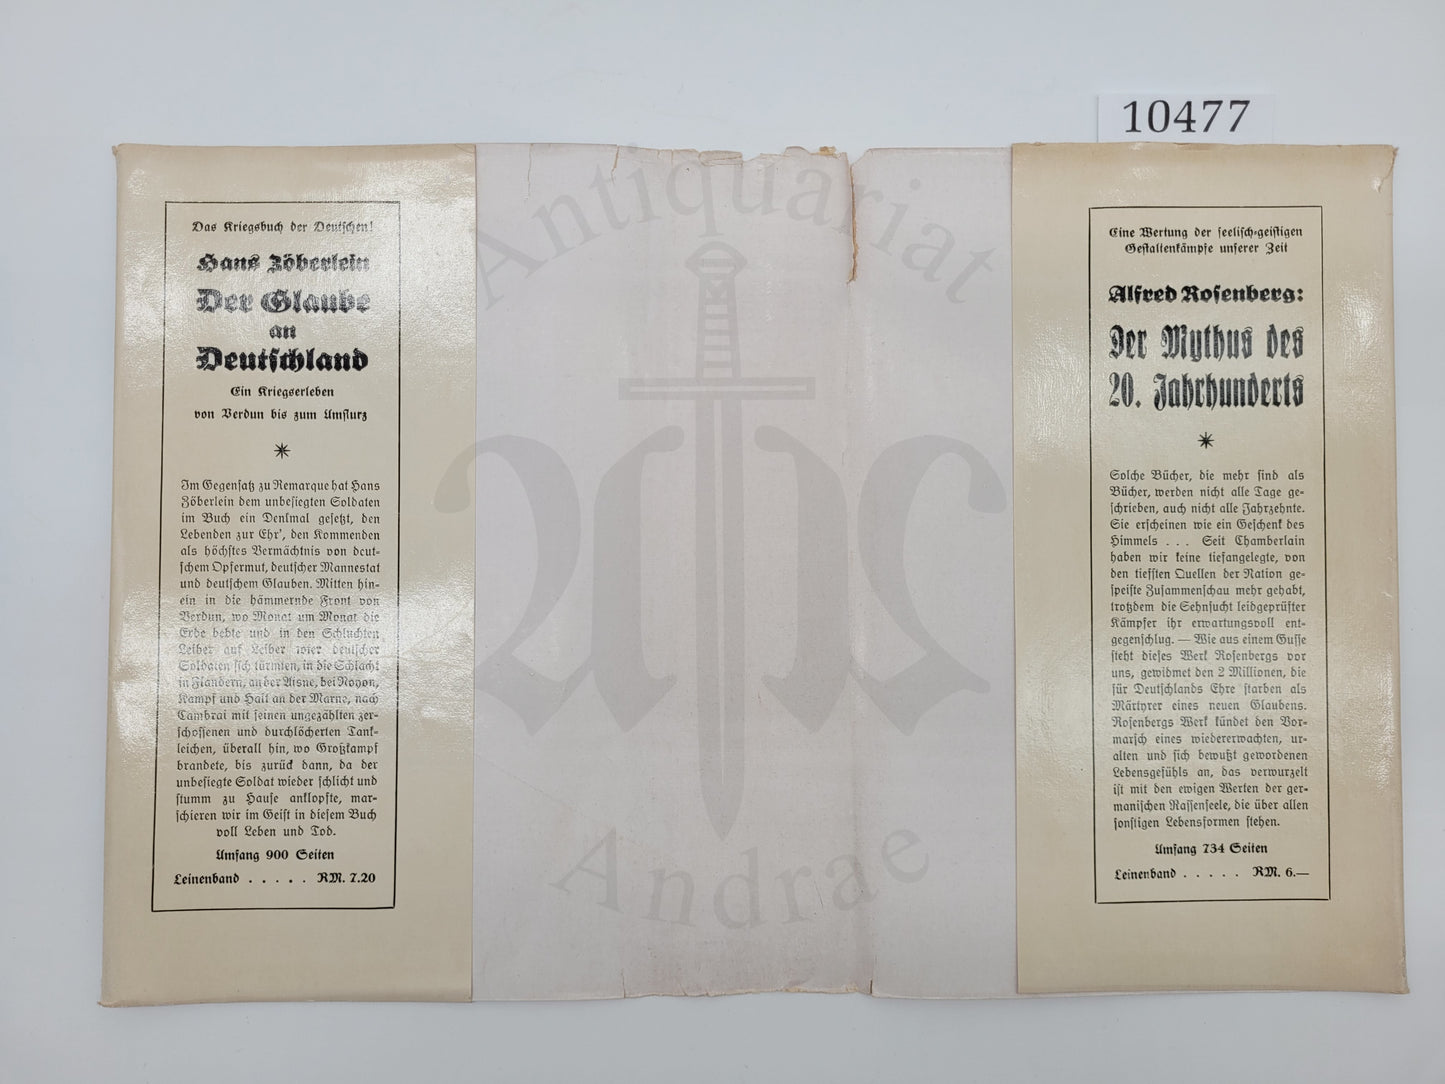 10477
Das Kriegsbuch der Deutschen!
Hans Zöberlein
Der Glaube
an
Deutschland
Ein Kriegserleben
von Verdun bis zum Umsturz
Im Gegensatz zu Remarque hat Hans
Zöberlein dem unbesiegten Soldaten
im Buch ein Denkmal gesetzt, den
Lebenden zur Ehr', den Kommenden
als höchstes Vermächtnis von deut-
schem Opfermut, deutscher Mannestat
und deutschem Glauben. Mitten hin-
ein in die hämmernde Front von
Verdun, wo Monat um Monat die
Erde bebte und in den Schluchten
Leiber auf Leiber vier deutscher
Soldaten sich türmten, in die Schlacht
in Flandern, an der Aisne, bei Noyon,
Kampf und Hall an der Marne, nach
Cambrai mit seinen ungezählten zer-
schossenen und durchlöcherten Tank-
leichen, überall hin, wo Großkampf
brandete, bis zurück dann, da der
unbesiegte Soldat wieder schlicht und
stumm zu Hause anklopfte, mar-
schieren wir im Geist in diesem Buch
voll Leben und Tod.
Umfang 900 Seiten
Leinenband . . . . . RM. 7.20
Antiquariat
Andrae
Eine Wertung der seelisch-geistigen
Gestaltenkämpfe unserer Zeit
Alfred Rosenberg:
Der Mythus des
20. Jahrhunderts
Solche Bücher, die mehr sind als
Bücher, werden nicht alle Tage ge-
schrieben, auch nicht alle Jahrzehnte.
Sie erscheinen wie ein Geschenk des
Himmels . . . Seit Chamberlain
haben wir keine tiefangelegte, von
den tiefsten Quellen der Nation ge-
speiste Zusammenschau mehr gehabt,
trotzdem die Sehnsucht leidgeprüfter
Kämpfer ihr erwartungsvoll ent-
gegenschlug. — Wie aus einem Gusse
steht dieses Werk Rosenbergs vor
uns, gewidmet den 2 Millionen, die
für Deutschlands Ehre starben als
Märtyrer eines neuen Glaubens.
Rosenbergs Werk kündet den Vor-
marsch eines wiedererwachten, ur-
alten und sich bewußt gewordenen
Lebensgefühls an, das verwurzelt
ist mit den ewigen Werten der ger-
manischen Rassenseele, die über allen
sonstigen Lebensformen stehen.
Umfang 734 Seiten
Leinenband . . . . . RM. 6.—